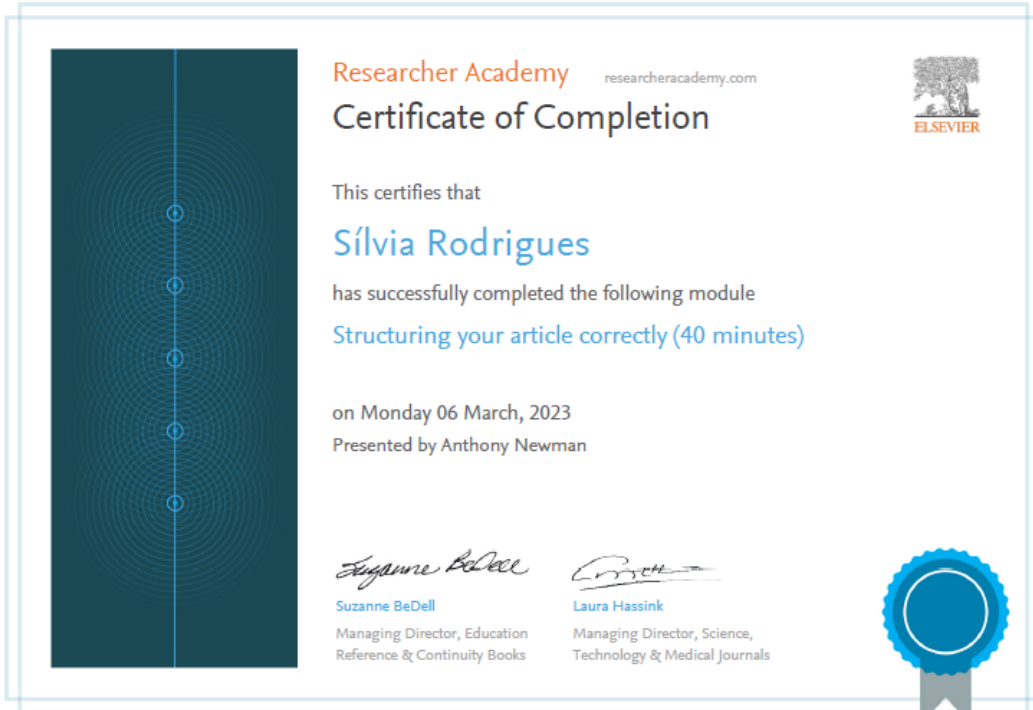 Researcher Academy researcheracademy.com
Certificate of Completion
ELSEVIER
This certifies that
Sílvia Rodrigues
has successfully completed the following module
Structuring your article correctly (40 minutes)
on Monday 06 March, 2023
Presented by Anthony Newman
Suzanne BeDell
Suzanne BeDell
Laura Hassink
Managing Director, Education
Reference & Continuity Books
Managing Director, Science,
Technology & Medical Journals